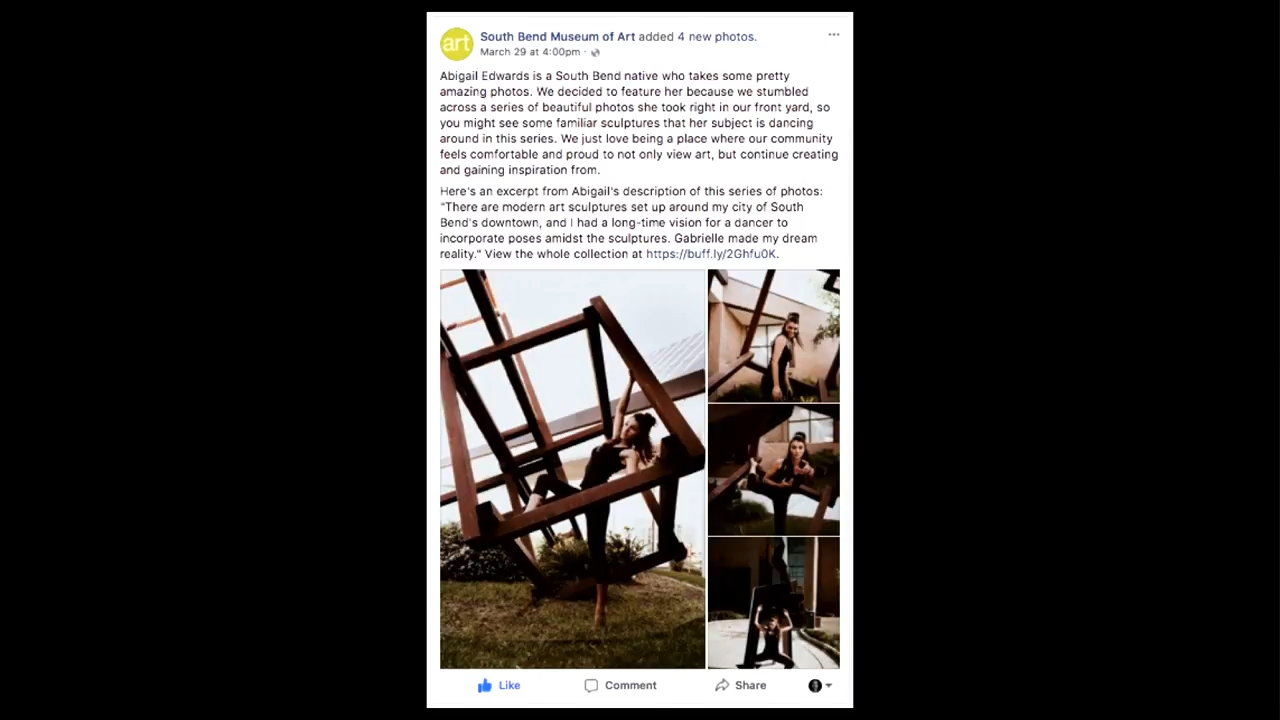 art
South Bend Museum of Art added 4 new photos.
March 29 at 4:00pm ·
Abigail Edwards is a South Bend native who takes some pretty
amazing photos. We decided to feature her because we stumbled
across a series of beautiful photos she took right in our front yard, so
you might see some familiar sculptures that her subject is dancing
around in this series. We just love being a place where our community
feels comfortable and proud to not only view art, but continue creating
and gaining inspiration from.
Here's an excerpt from Abigail's description of this series of photos:
"There are modern art sculptures set up around my city of South
Bend's downtown, and I had a long-time vision for a dancer to
incorporate poses amidst the sculptures. Gabrielle made my dream
reality." View the whole collection at https://buff.ly/2Ghfu0K.
Like Comment Share